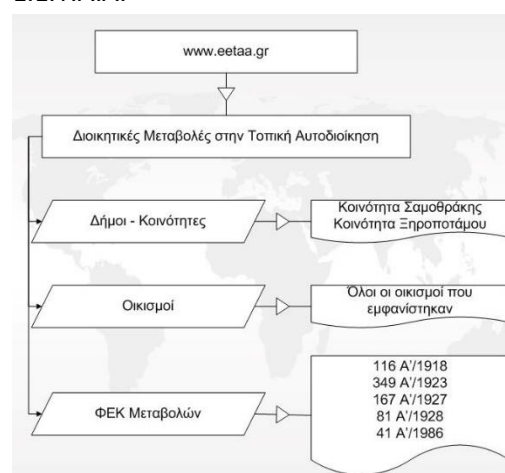 www.eetaa.gr
Διοικητικές Μεταβολές στην Τοπική Αυτοδιοίκηση
Δήμοι - Κοινότητες
Κοινότητα Σαμοθράκης
Κοινότητα Ξηροποτάμου
Οικισμοί
Όλοι οι οικισμοί που
εμφανίστηκαν
ΦΕΚ Μεταβολών
116 Α'/1918
349 Α'/1923
167 Α'/1927
81 Α'/1928
41 Α'/1986